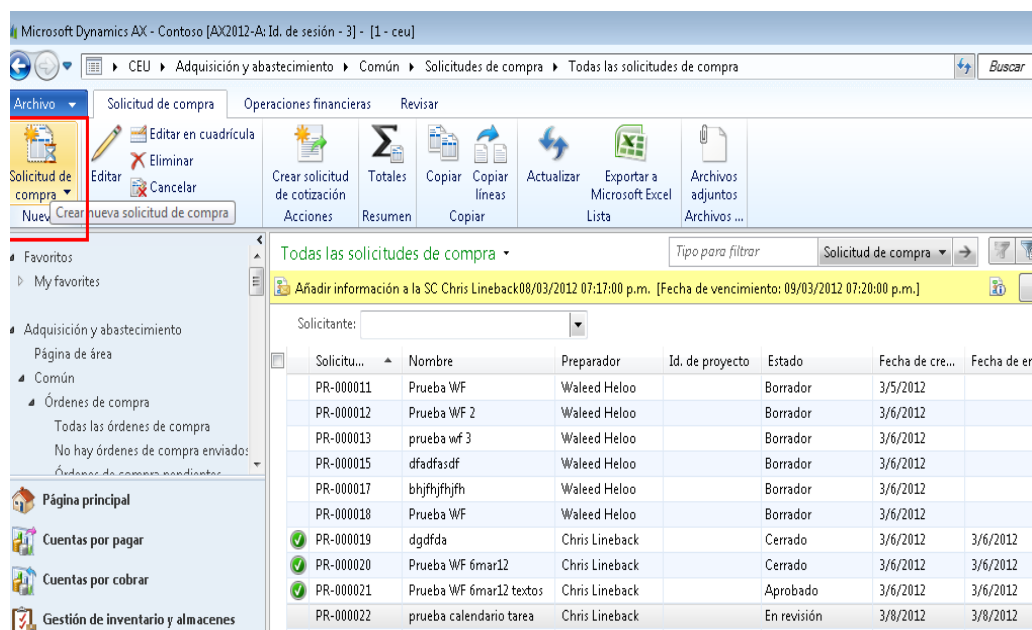 Microsoft Dynamics AX - Contoso [AX2012-A: Id. de sesión - 3] - [1 - ceu]
CEU Adquisición y abastecimiento Común Solicitudes de compra Todas las solicitudes de compra Buscar
Archivo Solicitud de compra Operaciones financieras Revisar
Solicitud de compra
Nuev
Crear nueva solicitud de compra
Editar
Editar en cuadrícula
Eliminar
Cancelar
Crear solicitud de cotización
Acciones
Totales
Resumen
Copiar
Copiar líneas
Copiar
Actualizar
Exportar a Microsoft Excel
Lista
Archivos adjuntos
Archivos ...
Favoritos
My favorites
Adquisición y abastecimiento
Página de área
Común
Órdenes de compra
Todas las órdenes de compra
No hay órdenes de compra enviados
Órdenes de compra pendientes
Página principal
Cuentas por pagar
Cuentas por cobrar
Gestión de inventario y almacenes
Todas las solicitudes de compra Tipo para filtrar Solicitud de compra
Añadir información a la SC Chris Lineback08/03/2012 07:17:00 p.m. [Fecha de vencimiento: 09/03/2012 07:20:00 p.m.]
Solicitante:
Solicitu... Nombre Preparador Id. de proyecto Estado Fecha de cre... Fecha de er
PR-000011 Prueba WF Waleed Heloo Borrador 3/5/2012
PR-000012 Prueba WF 2 Waleed Heloo Borrador 3/6/2012
PR-000013 prueba wf 3 Waleed Heloo Borrador 3/6/2012
PR-000015 dfadfasdf Waleed Heloo Borrador 3/6/2012
PR-000017 bhjfhjfhjfh Waleed Heloo Borrador 3/6/2012
PR-000018 Prueba WF Waleed Heloo Borrador 3/6/2012
PR-000019 dgdfda Chris Lineback Cerrado 3/6/2012 3/6/2012
PR-000020 Prueba WF 6mar12 Chris Lineback Cerrado 3/6/2012 3/6/2012
PR-000021 Prueba WF 6mar12 textos Chris Lineback Aprobado 3/6/2012 3/6/2012
PR-000022 prueba calendario tarea Chris Lineback En revisión 3/8/2012 3/8/2012